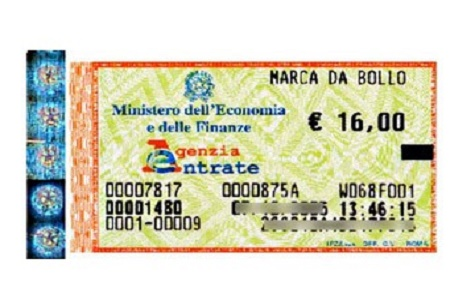 MARCA DA BOLLO
Ministero dell'Economia
e delle Finanze
€ 16,00
Agenzia
Entrate
00007817 0000875A W068F001
00001480 13:46:15
0001-00009
ROMA